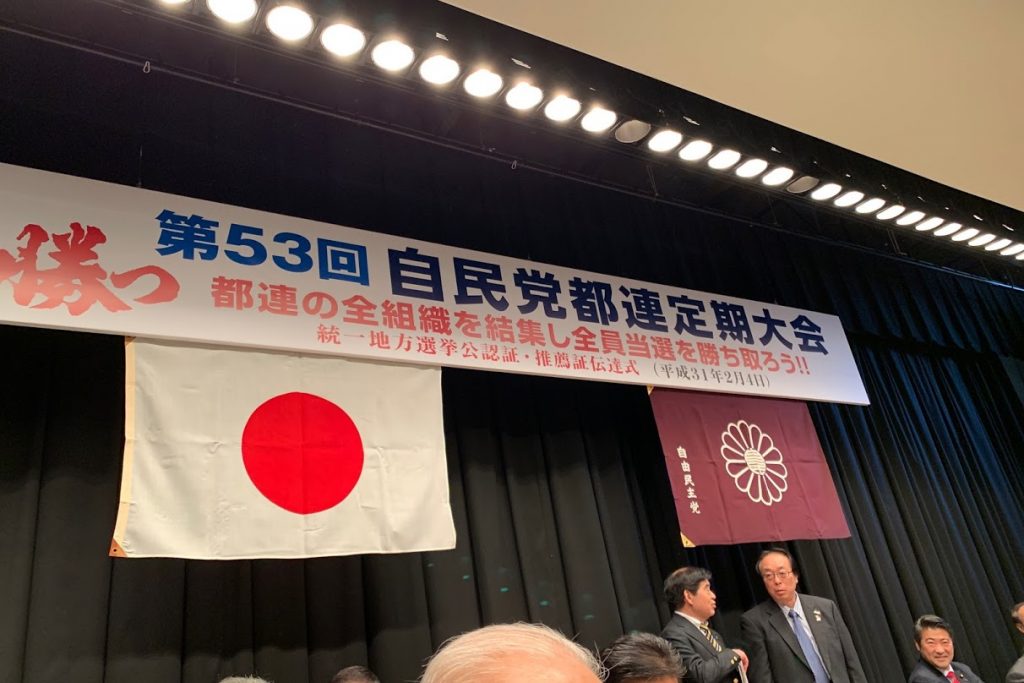 勝つ
第53回 自民党都連定期大会
都連の全組織を結集し全員当選を勝ち取ろう!!
統一地方選挙公認証・推薦証伝達式 (平成31年2月4日)
自由民主党